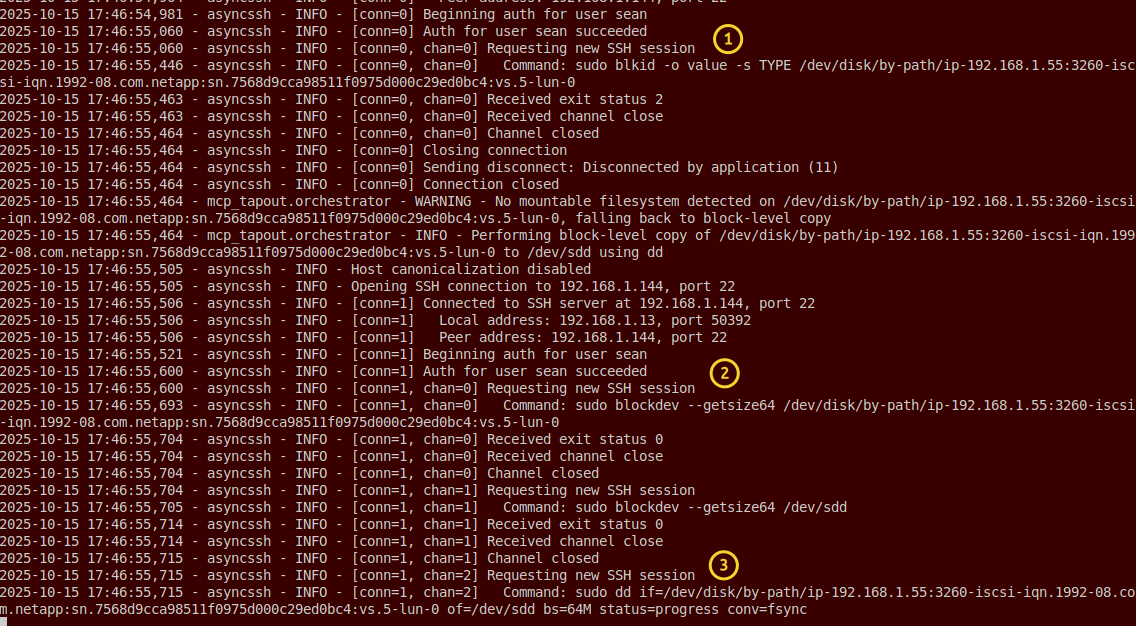 2025-10-15 17:46:54,981 - asyncssh - INFO - [conn=0] Beginning auth for user sean
2025-10-15 17:46:55,060 - asyncssh - INFO - [conn=0] Auth for user sean succeeded
1
2025-10-15 17:46:55,060 - asyncssh - INFO - [conn=0, chan=0] Requesting new SSH session
2025-10-15 17:46:55,446 - asyncssh - INFO - [conn=0, chan=0]   Command: sudo blkid -o value -s TYPE /dev/disk/by-path/ip-192.168.1.55:3260-isc
si-iqn.1992-08.com.netapp:sn.7568d9cca98511f0975d000c29ed0bc4:vs.5-lun-0
2025-10-15 17:46:55,463 - asyncssh - INFO - [conn=0, chan=0] Received exit status 2
2025-10-15 17:46:55,463 - asyncssh - INFO - [conn=0, chan=0] Received channel close
2025-10-15 17:46:55,464 - asyncssh - INFO - [conn=0, chan=0] Channel closed
2025-10-15 17:46:55,464 - asyncssh - INFO - [conn=0] Closing connection
2025-10-15 17:46:55,464 - asyncssh - INFO - [conn=0] Sending disconnect: Disconnected by application (11)
2025-10-15 17:46:55,464 - asyncssh - INFO - [conn=0] Connection closed
2025-10-15 17:46:55,464 - mcp_tapout.orchestrator - WARNING - No mountable filesystem detected on /dev/disk/by-path/ip-192.168.1.55:3260-iscsi
-iqn.1992-08.com.netapp:sn.7568d9cca98511f0975d000c29ed0bc4:vs.5-lun-0, falling back to block-level copy
2025-10-15 17:46:55,464 - mcp_tapout.orchestrator - INFO - Performing block-level copy of /dev/disk/by-path/ip-192.168.1.55:3260-iscsi-iqn.199
2-08.com.netapp:sn.7568d9cca98511f0975d000c29ed0bc4:vs.5-lun-0 to /dev/sdd using dd
2025-10-15 17:46:55,505 - asyncssh - INFO - Host canonicalization disabled
2025-10-15 17:46:55,505 - asyncssh - INFO - Opening SSH connection to 192.168.1.144, port 22
2025-10-15 17:46:55,506 - asyncssh - INFO - [conn=1] Connected to SSH server at 192.168.1.144, port 22
2025-10-15 17:46:55,506 - asyncssh - INFO - [conn=1]   Local address: 192.168.1.13, port 50392
2025-10-15 17:46:55,506 - asyncssh - INFO - [conn=1]   Peer address: 192.168.1.144, port 22
2025-10-15 17:46:55,521 - asyncssh - INFO - [conn=1] Beginning auth for user sean
2025-10-15 17:46:55,600 - asyncssh - INFO - [conn=1] Auth for user sean succeeded
2
2025-10-15 17:46:55,600 - asyncssh - INFO - [conn=1, chan=0] Requesting new SSH session
2025-10-15 17:46:55,693 - asyncssh - INFO - [conn=1, chan=0]   Command: sudo blockdev --getsize64 /dev/disk/by-path/ip-192.168.1.55:3260-iscsi
-iqn.1992-08.com.netapp:sn.7568d9cca98511f0975d000c29ed0bc4:vs.5-lun-0
2025-10-15 17:46:55,704 - asyncssh - INFO - [conn=1, chan=0] Received exit status 0
2025-10-15 17:46:55,704 - asyncssh - INFO - [conn=1, chan=0] Received channel close
2025-10-15 17:46:55,704 - asyncssh - INFO - [conn=1, chan=0] Channel closed
2025-10-15 17:46:55,704 - asyncssh - INFO - [conn=1, chan=1] Requesting new SSH session
2025-10-15 17:46:55,705 - asyncssh - INFO - [conn=1, chan=1]   Command: sudo blockdev --getsize64 /dev/sdd
2025-10-15 17:46:55,714 - asyncssh - INFO - [conn=1, chan=1] Received exit status 0
2025-10-15 17:46:55,714 - asyncssh - INFO - [conn=1, chan=1] Received channel close
2025-10-15 17:46:55,715 - asyncssh - INFO - [conn=1, chan=1] Channel closed
3
2025-10-15 17:46:55,715 - asyncssh - INFO - [conn=1, chan=2] Requesting new SSH session
2025-10-15 17:46:55,715 - asyncssh - INFO - [conn=1, chan=2]   Command: sudo dd if=/dev/disk/by-path/ip-192.168.1.55:3260-iscsi-iqn.1992-08.co
m.netapp:sn.7568d9cca98511f0975d000c29ed0bc4:vs.5-lun-0 of=/dev/sdd bs=64M status=progress conv=fsync